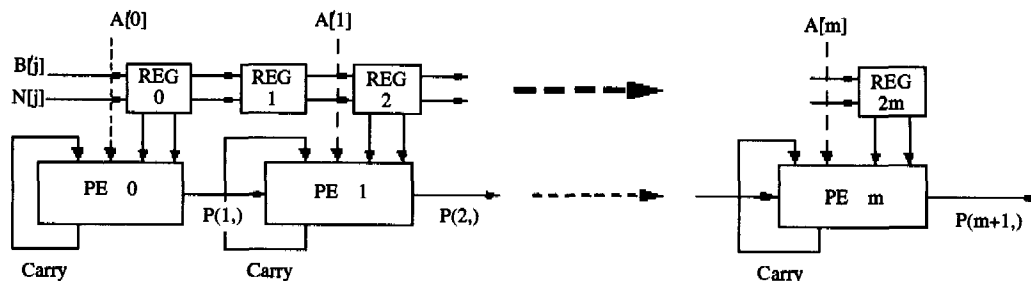 A[0]
A[1]
A[m]
B[j]
N[j]
REG 0
REG 1
REG 2
REG 2m
PE 0
PE 1
PE m
P(1,)
P(2,)
P(m+1,)
Carry
Carry
Carry